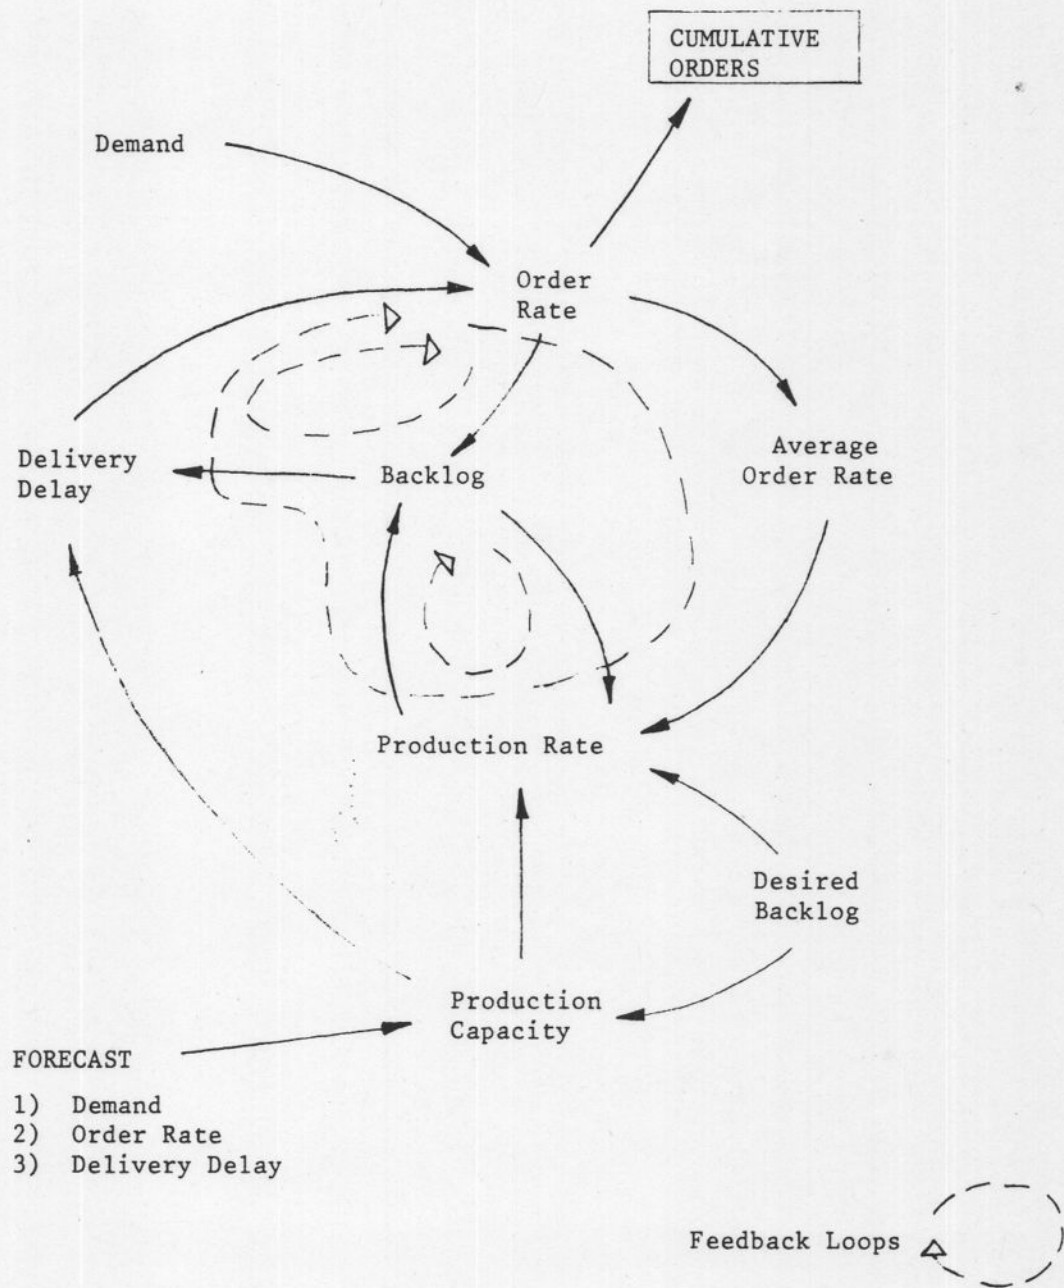 CUMULATIVE
ORDERS
Demand
Order
Rate
Delivery
Delay
Backlog
Average
Order Rate
Production Rate
Desired
Backlog
Production
Capacity
FORECAST
1) Demand
2) Order Rate
3) Delivery Delay
Feedback Loops